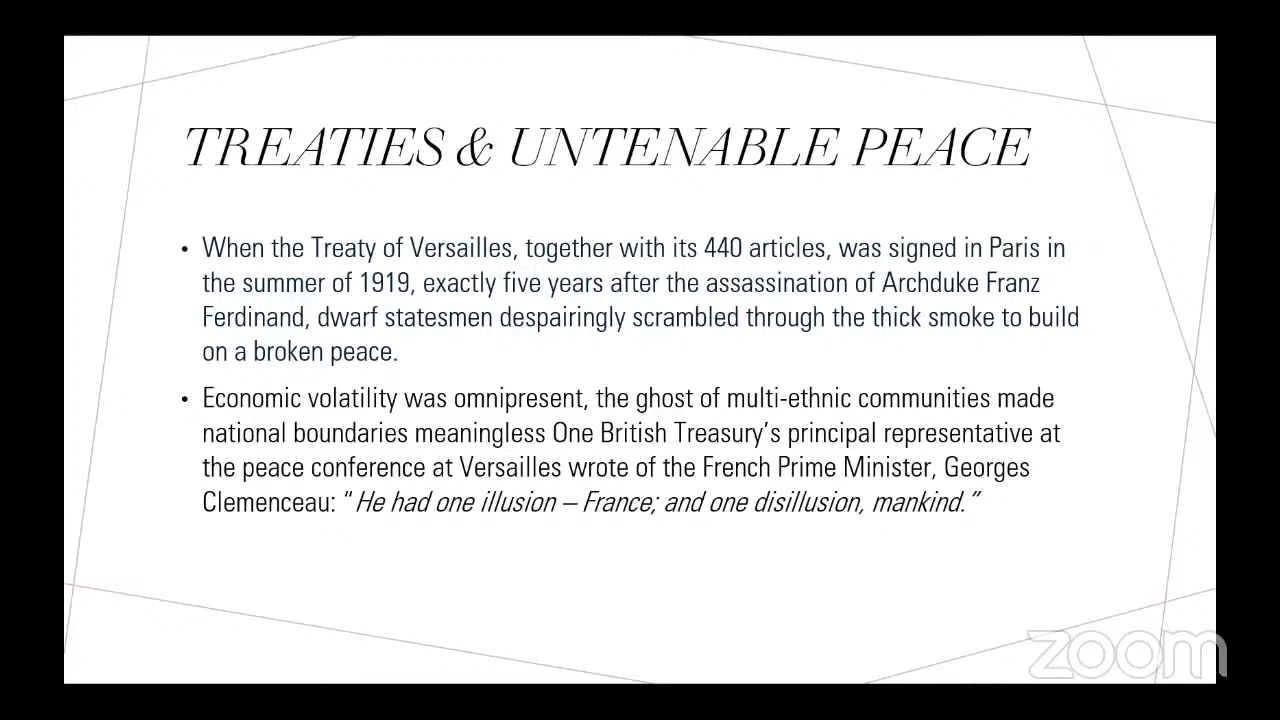 TREATIES & UNTENABLE PEACE
• When the Treaty of Versailles, together with its 440 articles, was signed in Paris in
the summer of 1919, exactly five years after the assassination of Archduke Franz
Ferdinand, dwarf statesmen despairingly scrambled through the thick smoke to build
on a broken peace.
• Economic volatility was omnipresent, the ghost of multi-ethnic communities made
national boundaries meaningless One British Treasury's principal representative at
the peace conference at Versailles wrote of the French Prime Minister, Georges
Clemenceau: “He had one illusion – France; and one disillusion, mankind.”
zoom